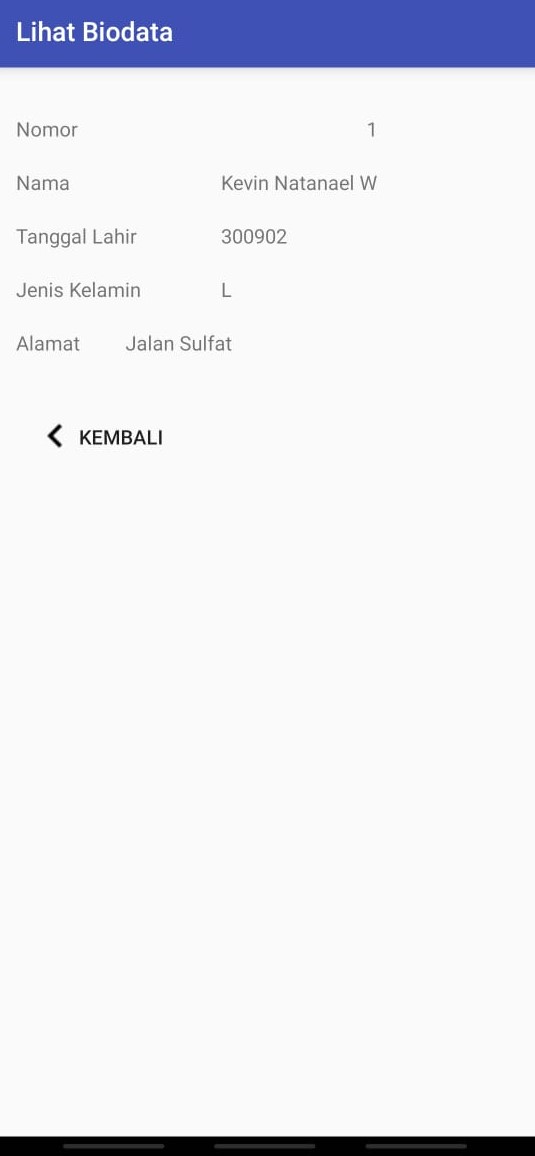 Lihat Biodata
Nomor 1
Nama Kevin Natanael W
Tanggal Lahir 300902
Jenis Kelamin L
Alamat Jalan Sulfat
KEMBALI